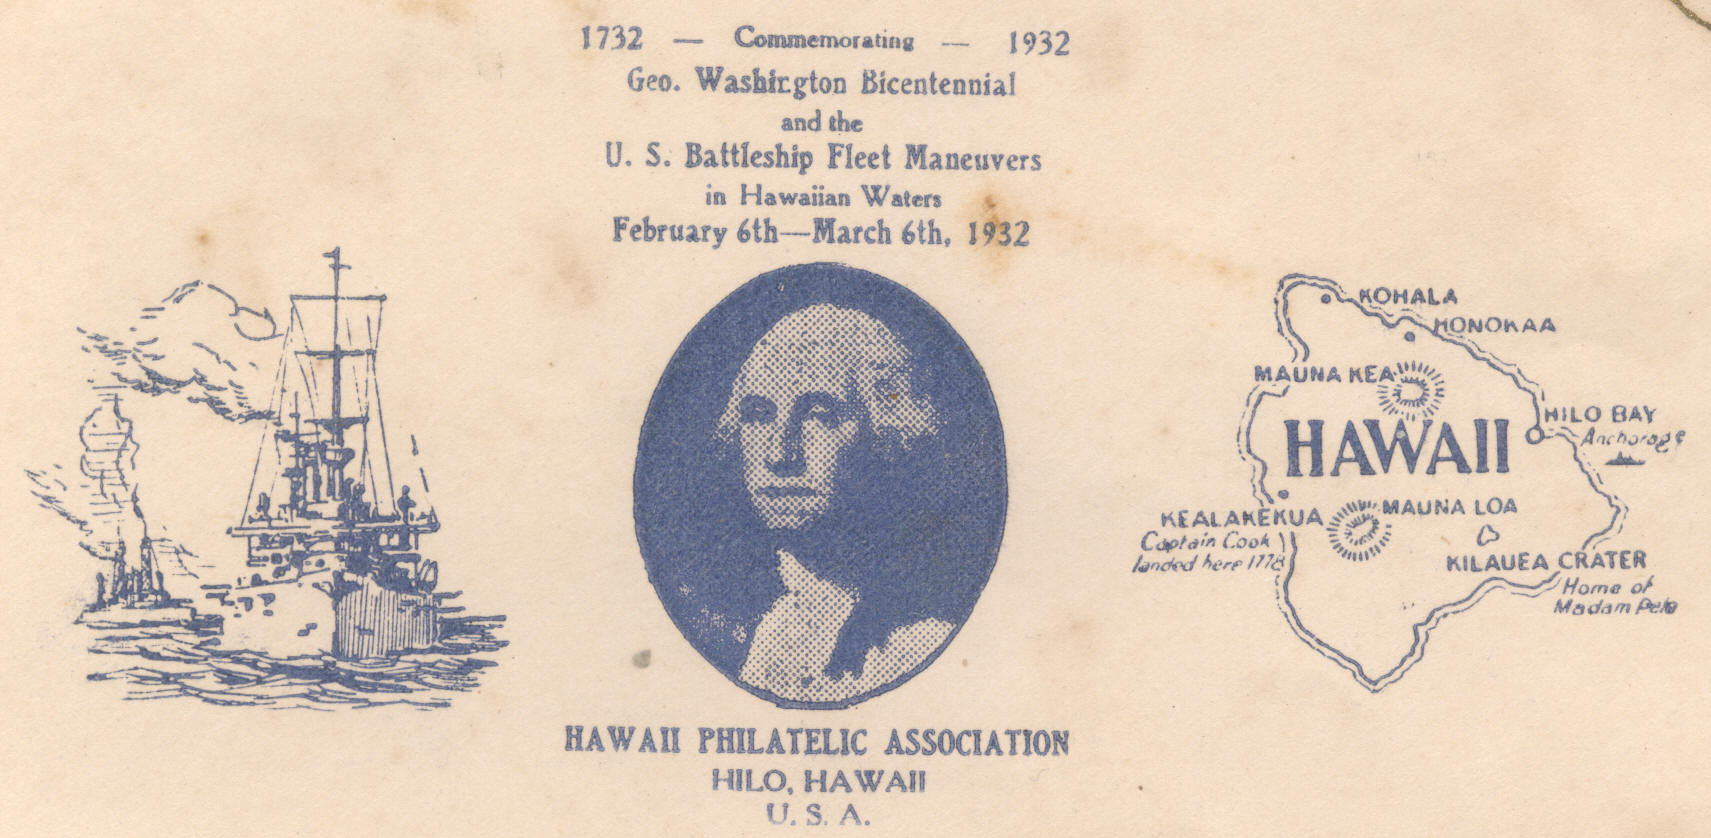 1732 — Commemorating — 1932
Geo. Washington Bicentennial
and the
U. S. Battleship Fleet Maneuvers
in Hawaiian Waters
February 6th—March 6th, 1932
KOHALA
HONOKAA
MAUNA KEA
HAWAII
HILO BAY
Anchorage
MAUNA LOA
KEALAKEKUA
Captain Cook
landed here 1778
KILAUEA CRATER
Home of
Madam Pele
HAWAII PHILATELIC ASSOCIATION
HILO, HAWAII
U. S. A.